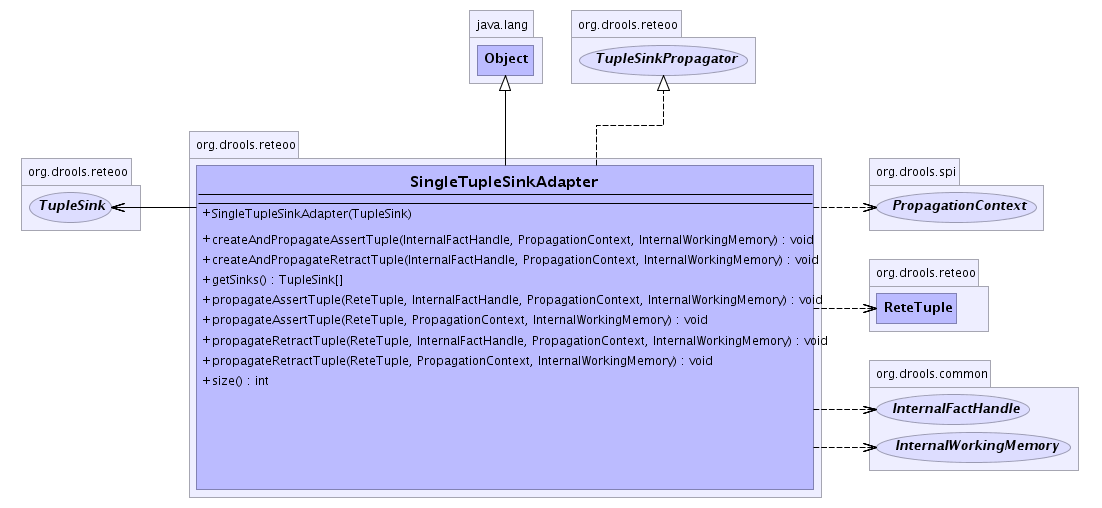 java.lang
org.drools.reteoo
Object
TupleSinkPropagator
org.drools.reteoo
org.drools.reteoo
TupleSink
SingleTupleSinkAdapter
+SingleTupleSinkAdapter(TupleSink)
+createAndPropagateAssertTuple(InternalFactHandle, PropagationContext, InternalWorkingMemory) : void
+createAndPropagateRetractTuple(InternalFactHandle, PropagationContext, InternalWorkingMemory) : void
+getSinks() : TupleSink[]
+propagateAssertTuple(ReteTuple, InternalFactHandle, PropagationContext, InternalWorkingMemory) : void
+propagateAssertTuple(ReteTuple, PropagationContext, InternalWorkingMemory) : void
+propagateRetractTuple(ReteTuple, InternalFactHandle, PropagationContext, InternalWorkingMemory) : void
+propagateRetractTuple(ReteTuple, PropagationContext, InternalWorkingMemory) : void
+size() : int
org.drools.spi
PropagationContext
org.drools.reteoo
ReteTuple
org.drools.common
InternalFactHandle
InternalWorkingMemory